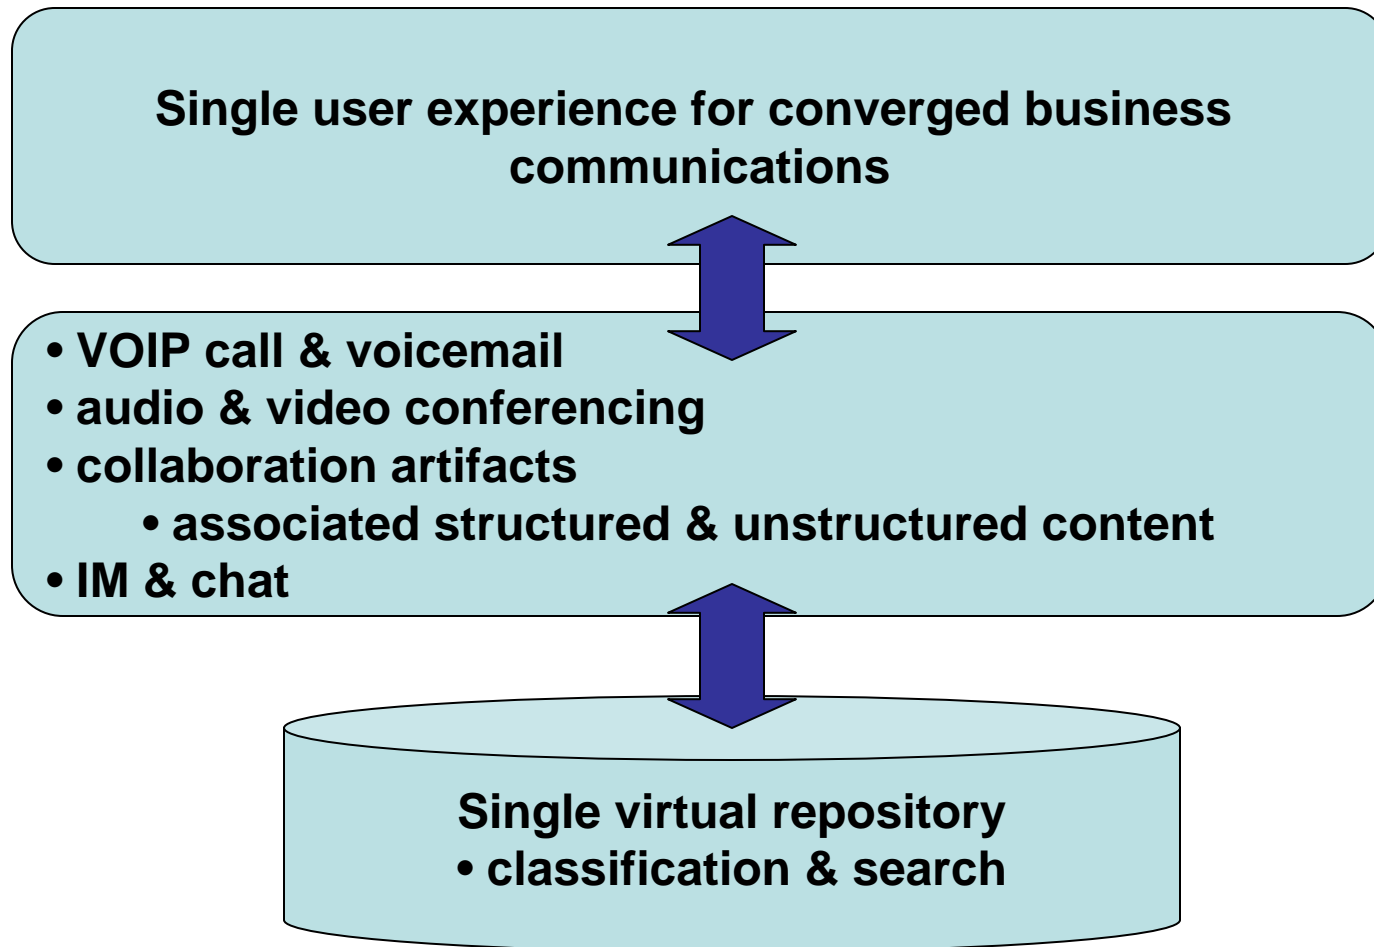 Single user experience for converged business
communications
• VOIP call & voicemail
• audio & video conferencing
• collaboration artifacts
• associated structured & unstructured content
• IM & chat
Single virtual repository
• classification & search